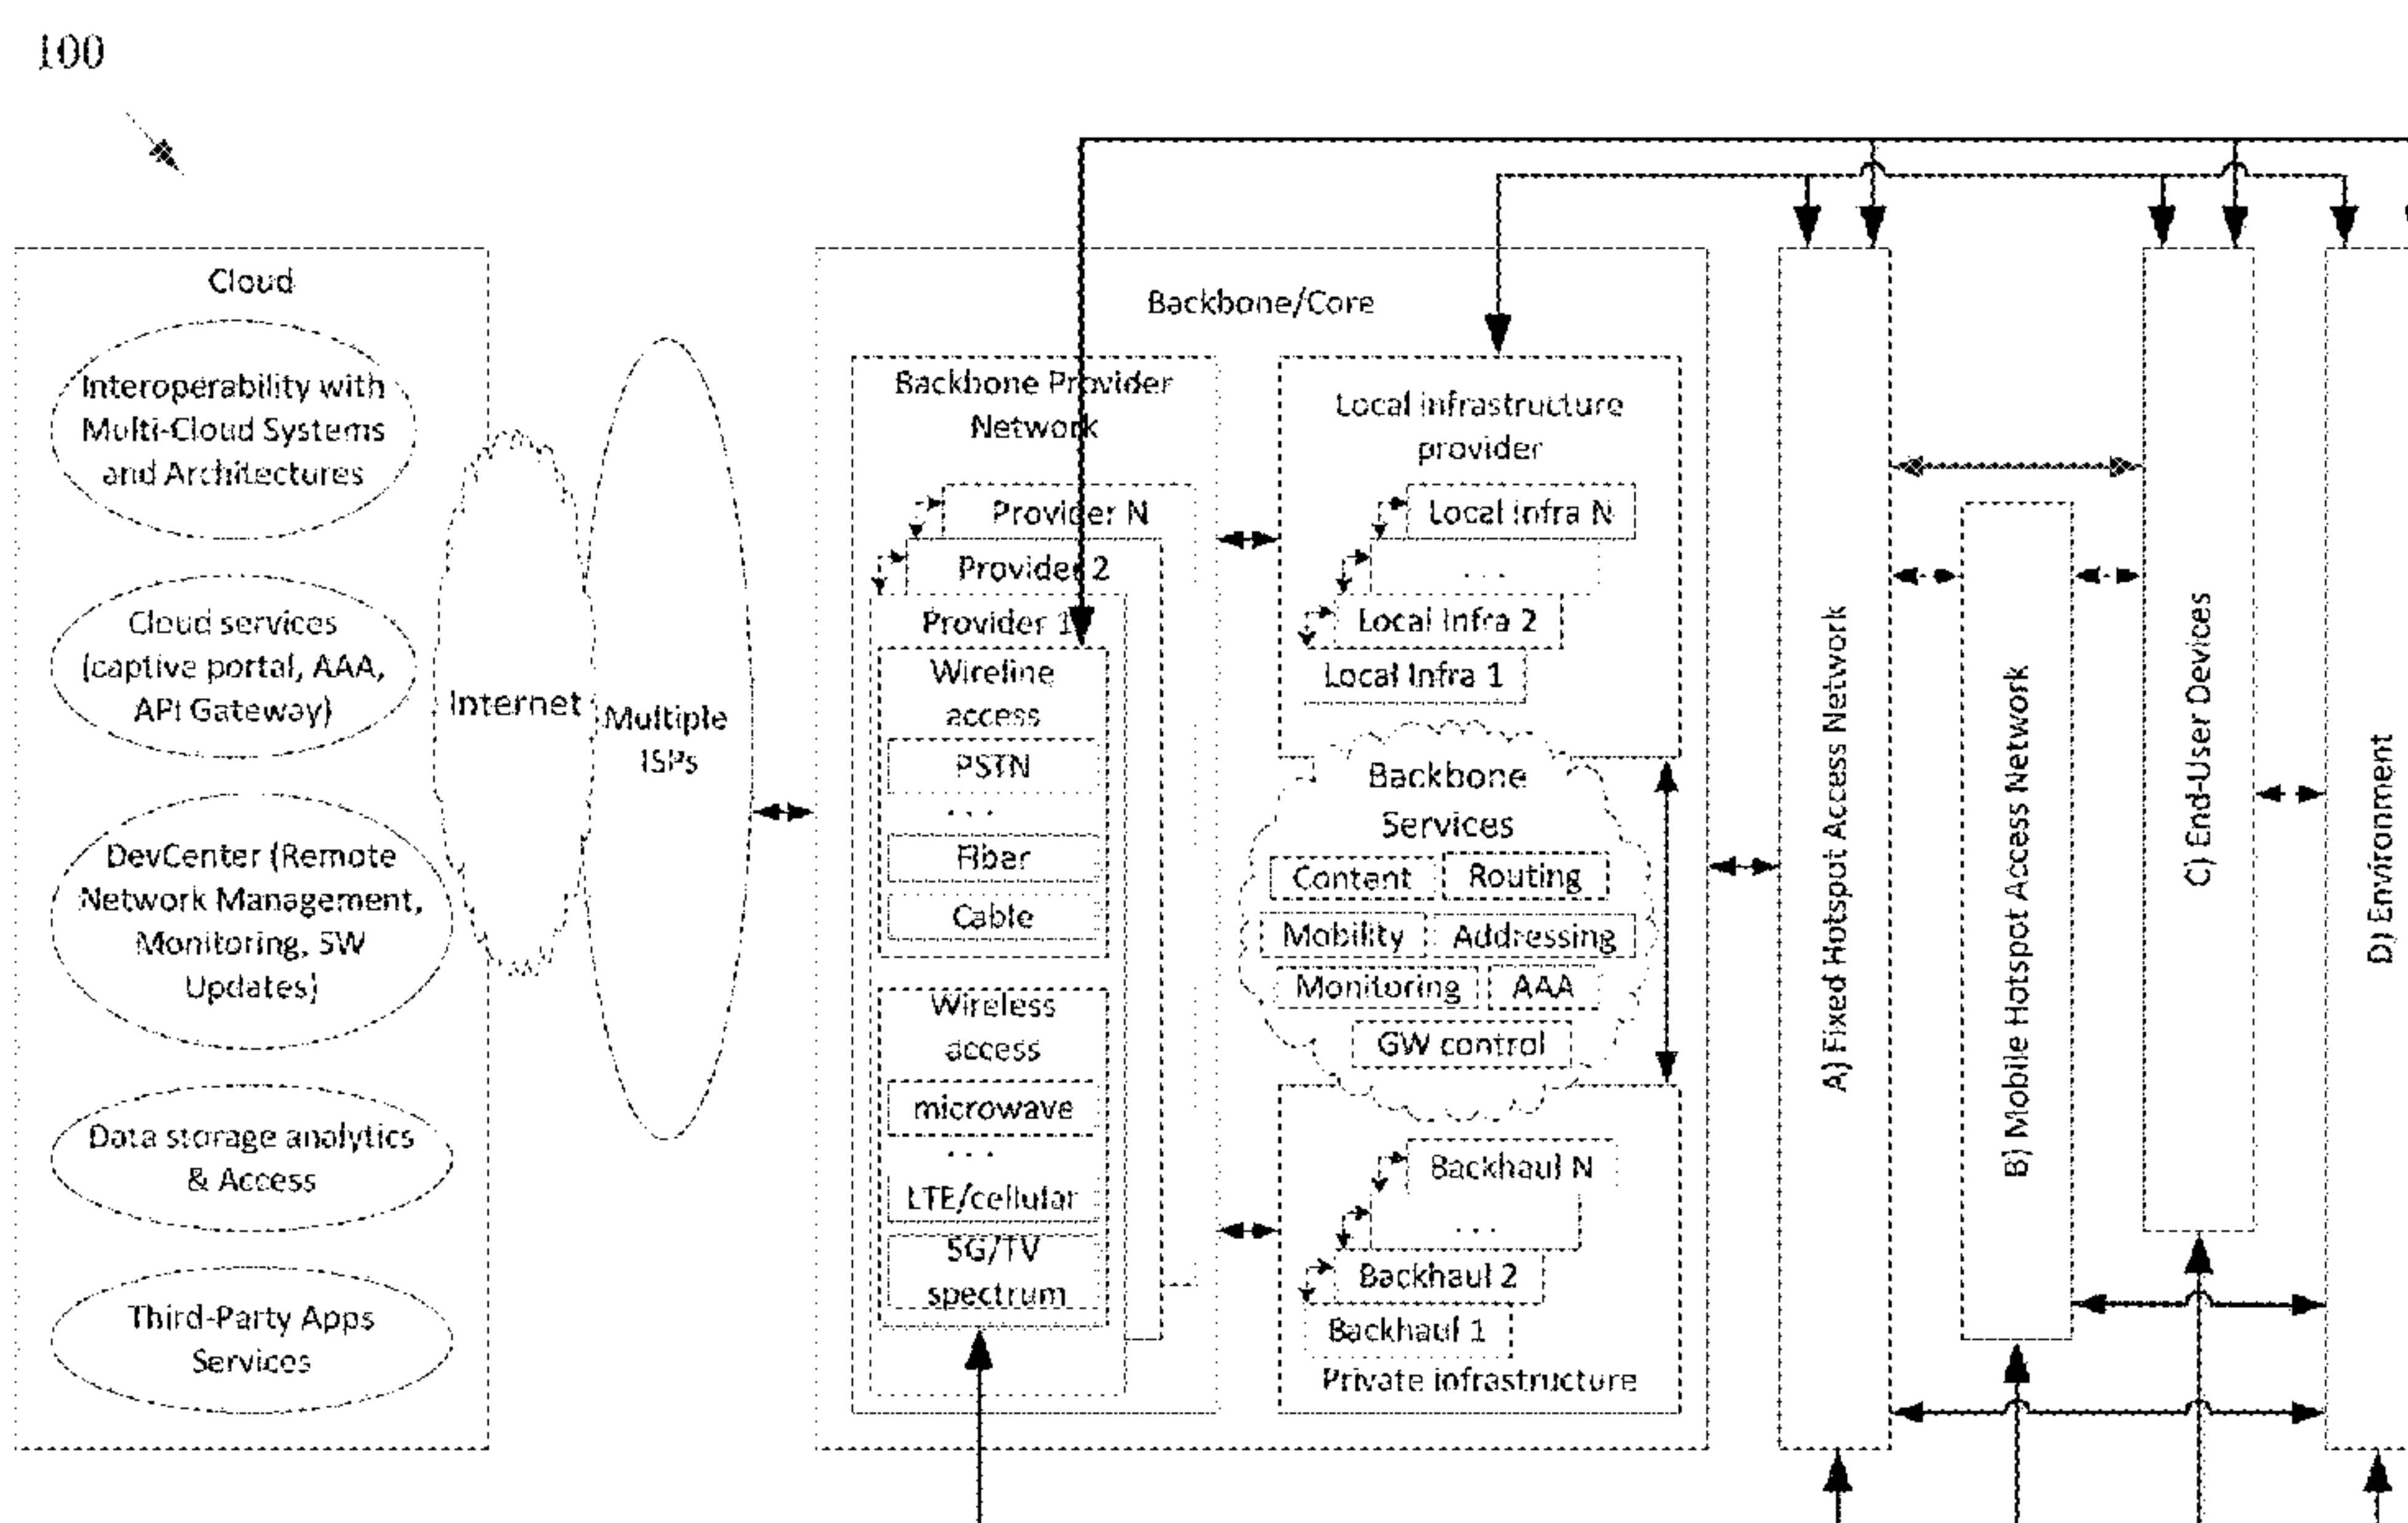 100
Cloud
Interoperability with
Multi-Cloud Systems
and Architectures
Cloud services
(captive portal, AAA,
API Gateway)
DevCenter (Remote
Network Management,
Monitoring, SW
Updates)
Data storage analytics
& Access
Third-Party Apps
Services
Internet
Multiple
ISPs
Backbone/Core
Backbone Provider
Network
Provider N
Provider 2
Provider 1
Wireline
access
PSTN
...
Fiber
Cable
Wireless
access
microwave
...
LTE/cellular
5G/TV
spectrum
Local infrastructure
provider
Local infra N
...
Local Infra 2
Local Infra 1
Backbone
Services
Content
Routing
Mobility
Addressing
Monitoring
AAA
GW control
Backhaul N
...
Backhaul 2
Backhaul 1
Private infrastructure
A) Fixed Hotspot Access Network
B) Mobile Hotspot Access Network
C) End-User Devices
D) Environment